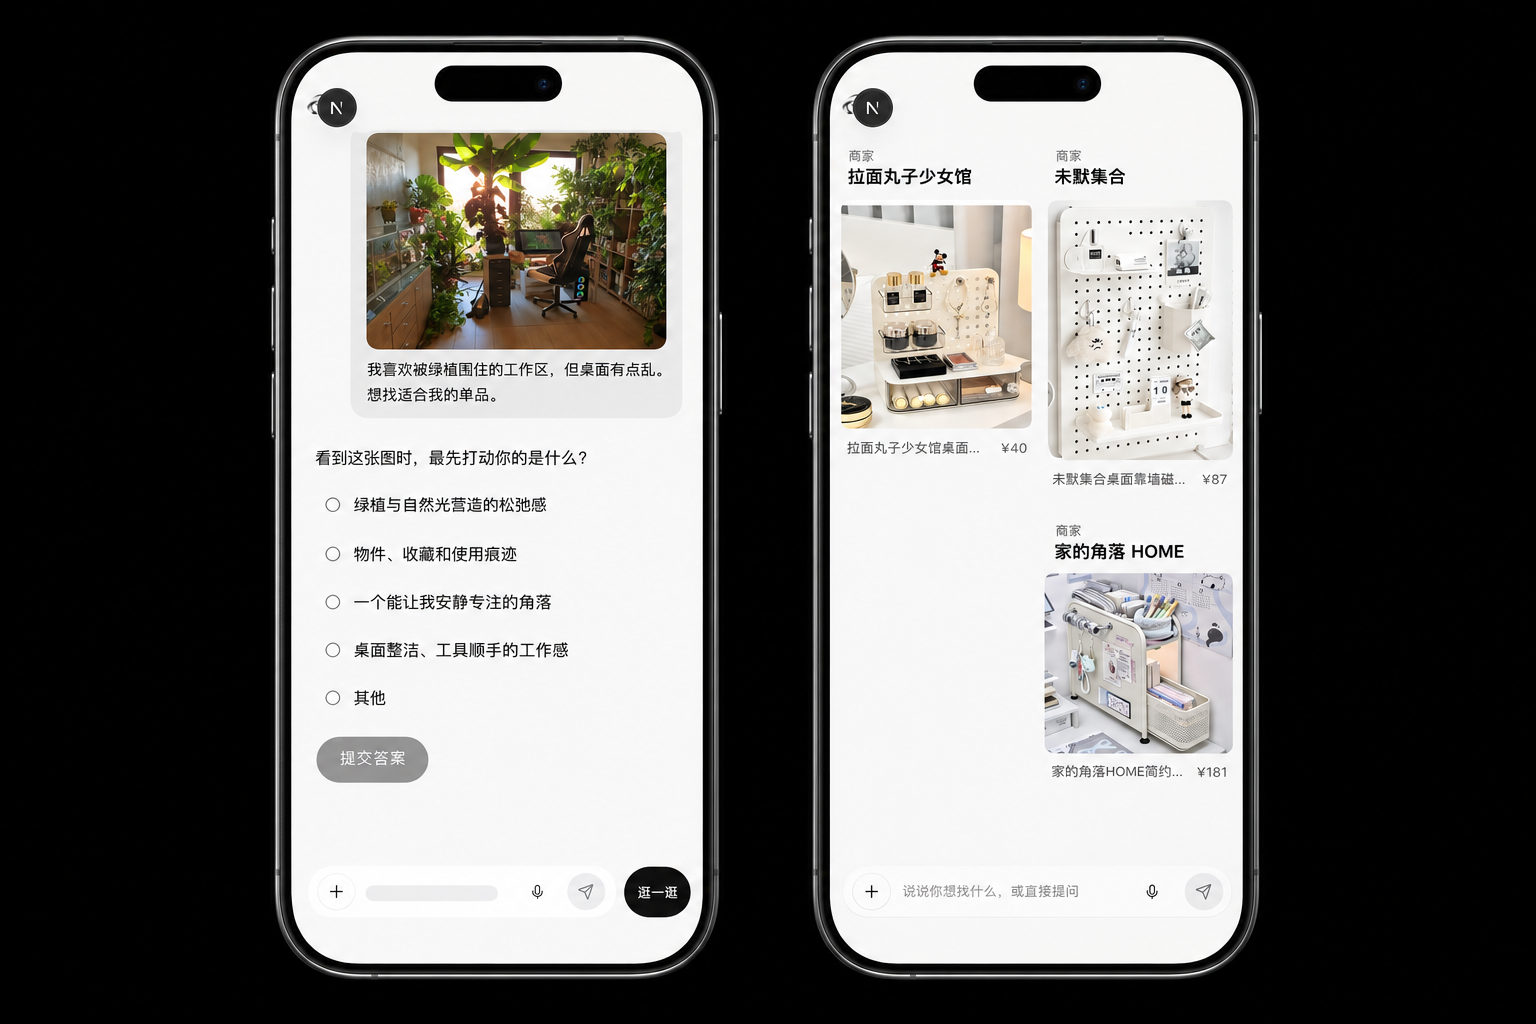 N
我喜欢被绿植围住的工作区，但桌面有点乱。
想找适合我的单品。
看到这张图时，最先打动你的是什么？
绿植与自然光营造的松弛感
物件、收藏和使用痕迹
一个能让我安静专注的角落
桌面整洁、工具顺手的工作感
其他
提交答案
逛一逛
N
商家
拉面丸子少女馆
拉面丸子少女馆桌面... ¥40
商家
未默集合
10
未默集合桌面靠墙磁... ¥87
商家
家的角落 HOME
家的角落HOME简约... ¥181
说说你想找什么，或直接提问